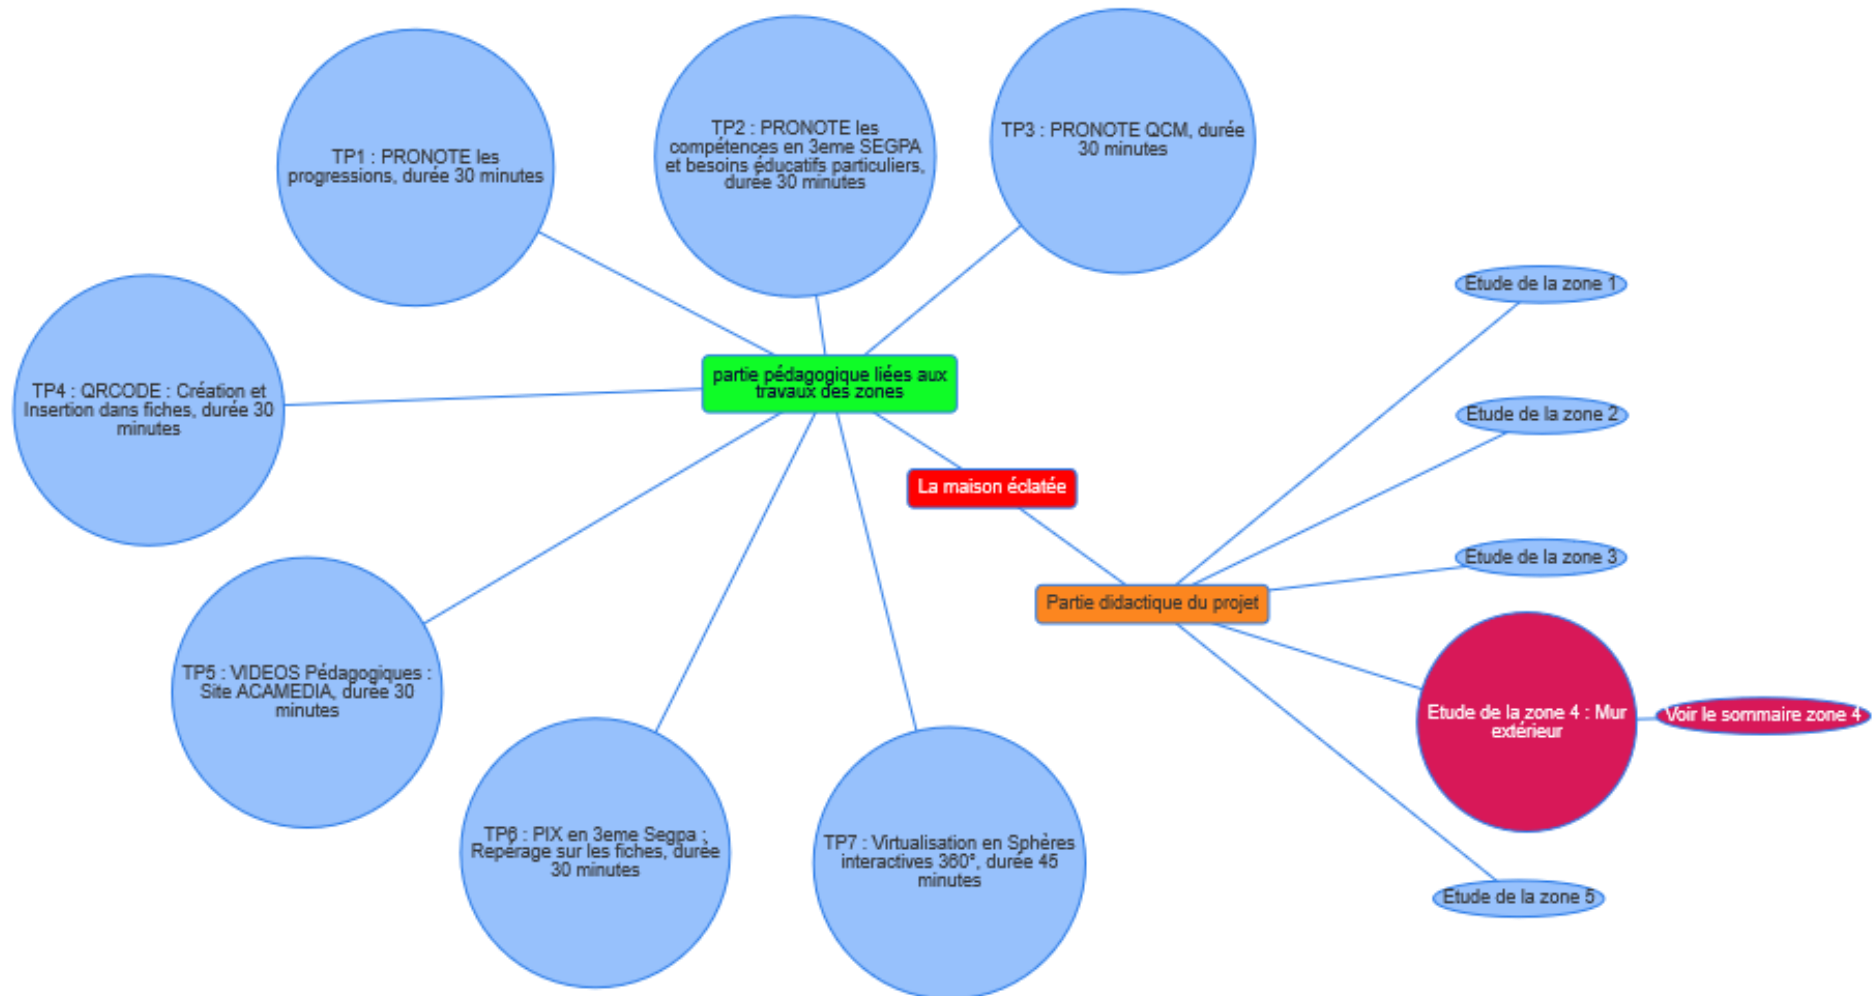 TP1 : PRONOTE les
progressions, durée 30 minutes
TP2 : PRONOTE les
compétences en 3eme SEGPA
et besoins éducatifs particuliers,
durée 30 minutes
TP3 : PRONOTE QCM, durée
30 minutes
TP4 : QRCODE : Création et
Insertion dans fiches, durée 30
minutes
partie pédagogique liées aux
travaux des zones
La maison éclatée
Partie didactique du projet
Etude de la zone 1
Etude de la zone 2
Etude de la zone 3
Etude de la zone 4 : Mur
extérieur
Voir le sommaire zone 4
Etude de la zone 5
TP5 : VIDEOS Pédagogiques :
Site ACAMEDIA, durée 30
minutes
TP6 : PIX en 3eme Segpa ;
Repérage sur les fiches, durée
30 minutes
TP7 : Virtualisation en Sphères
interactives 360°, durée 45
minutes